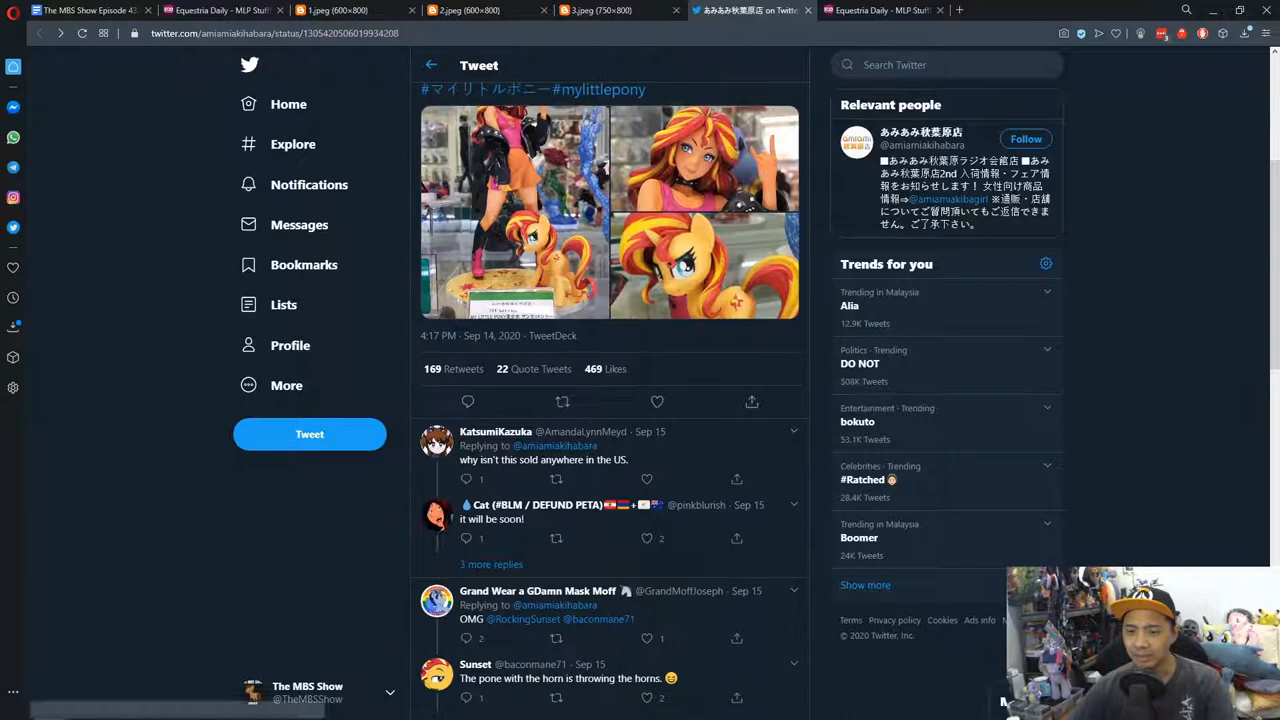 The MBS Show Episode 43
Equestria Daily - MLP Stuff!
1.jpeg (600×800)
2.jpeg (600×800)
3.jpeg (750×800)
あみあみ秋葉原店 on Twitter
Equestria Daily - MLP Stuff!
twitter.com/amiamiakihabara/status/1305420506019934208
Home
Explore
Notifications
Messages
Bookmarks
Lists
Profile
More
Tweet
The MBS Show
@TheMBSShow
Tweet
#マイリトルポニー#mylittlepony
4:17 PM · Sep 14, 2020 · TweetDeck
169 Retweets 22 Quote Tweets 469 Likes
KatsumiKazuka @AmandaLynnMeyd · Sep 15
Replying to @amiamiakihabara
why isn't this sold anywhere in the US.
1
💧Cat (#BLM / DEFUND PETA) @pinkblurish · Sep 15
it will be soon!
1 2
3 more replies
Grand Wear a GDamn Mask Moff @GrandMoffJoseph · Sep 15
Replying to @amiamiakihabara
OMG @RockingSunset @baconmane71
2 1
Sunset @baconmane71 · Sep 15
The pone with the horn is throwing the horns. 😉
1 2
Search Twitter
Relevant people
あみあみ秋葉原店
@amiamiakihabara
Follow
■あみあみ秋葉原ラジオ会館店 ■あみ
あみ秋葉原店2nd 入荷情報・フェア情
報をお知らせします！ 女性向け商品
情報⇒@amiamiakibagirl ※通販・店舗
についてご質問頂いてもご返信できま
せん。ご了承下さい。
Trends for you
Trending in Malaysia
Alia
12.9K Tweets
Politics · Trending
DO NOT
508K Tweets
Entertainment · Trending
bokuto
53.1K Tweets
Celebrities · Trending
#Ratched
28.4K Tweets
Trending in Malaysia
Boomer
24K Tweets
Show more
Terms Privacy policy Cookies Ads info
© 2020 Twitter, Inc.